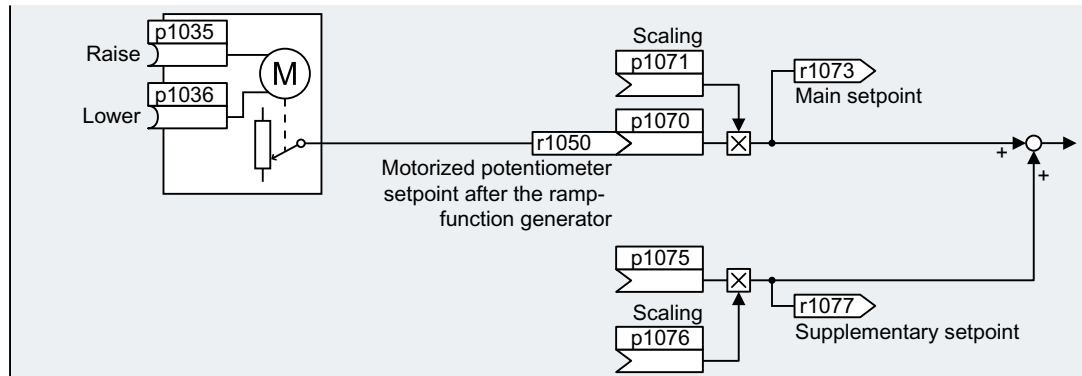 p1035
Raise
p1036
Lower
M
r1050
Motorized potentiometer
setpoint after the ramp-
function generator
Scaling
p1071
p1070
r1073
Main setpoint
+
+
p1075
Scaling
p1076
r1077
Supplementary setpoint